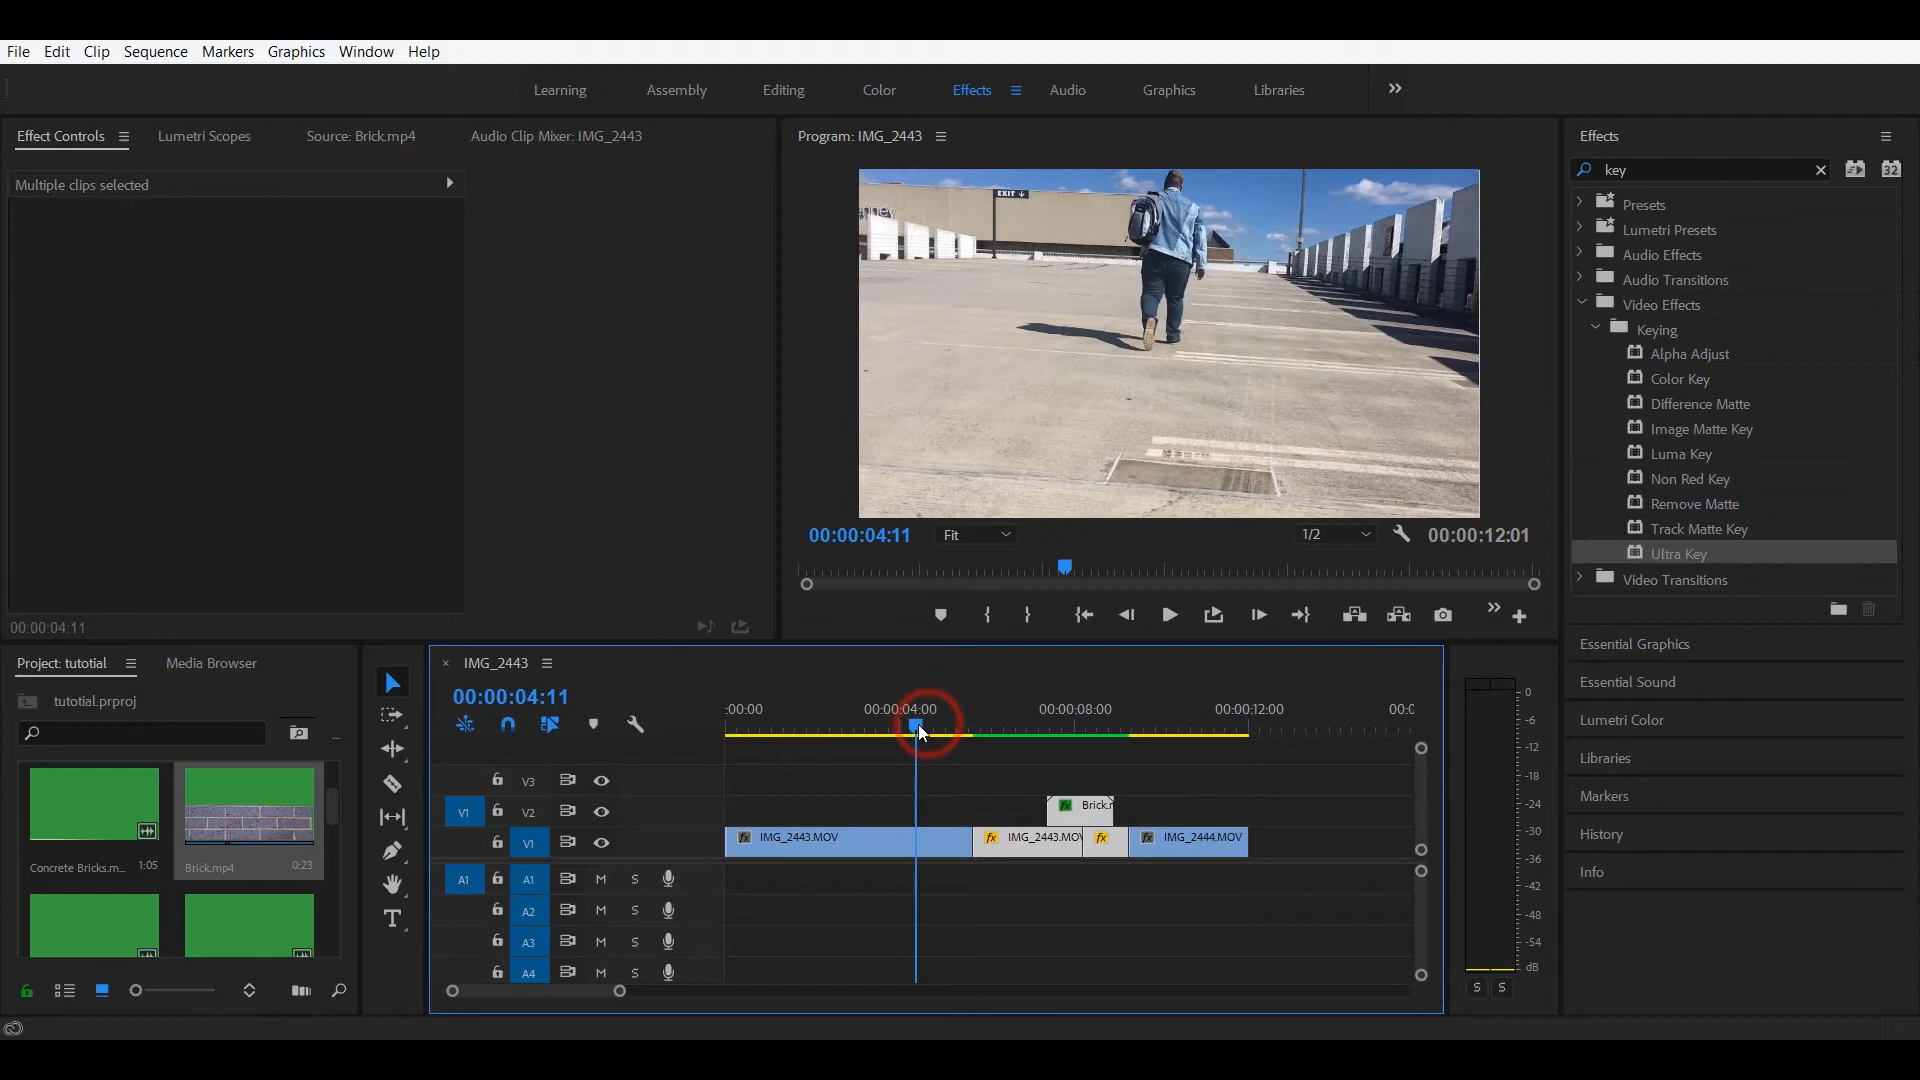 File Edit Clip Sequence Markers Graphics Window Help
Learning Assembly Editing Color Effects Audio Graphics Libraries
Effect Controls Lumetri Scopes Source: Brick.mp4 Audio Clip Mixer: IMG_2443
Multiple clips selected
00:00:04:11
Program: IMG_2443
EXIT
00:00:04:11 Fit 1/2 00:00:12:01
Effects
key
32
Presets
Lumetri Presets
Audio Effects
Audio Transitions
Video Effects
Keying
Alpha Adjust
Color Key
Difference Matte
Image Matte Key
Luma Key
Non Red Key
Remove Matte
Track Matte Key
Ultra Key
Video Transitions
Essential Graphics
Essential Sound
Lumetri Color
Libraries
Markers
History
Info
Project: tutotial Media Browser
tutotial.prproj
Concrete Bricks.m... 1:05
Brick.mp4 0:23
T
× IMG_2443
00:00:04:11
:00:00 00:00:04:00 00:00:08:00 00:00:12:00 00:0
V3
V1 V2 fx Brick.m
V1 fx IMG_2443.MOV fx IMG_2443.MOV fx fx IMG_2444.MOV
A1 A1 M S
A2 M S
A3 M S
A4 M S
0
-6
-12
-18
-24
-30
-36
-42
-48
-54
dB
S S